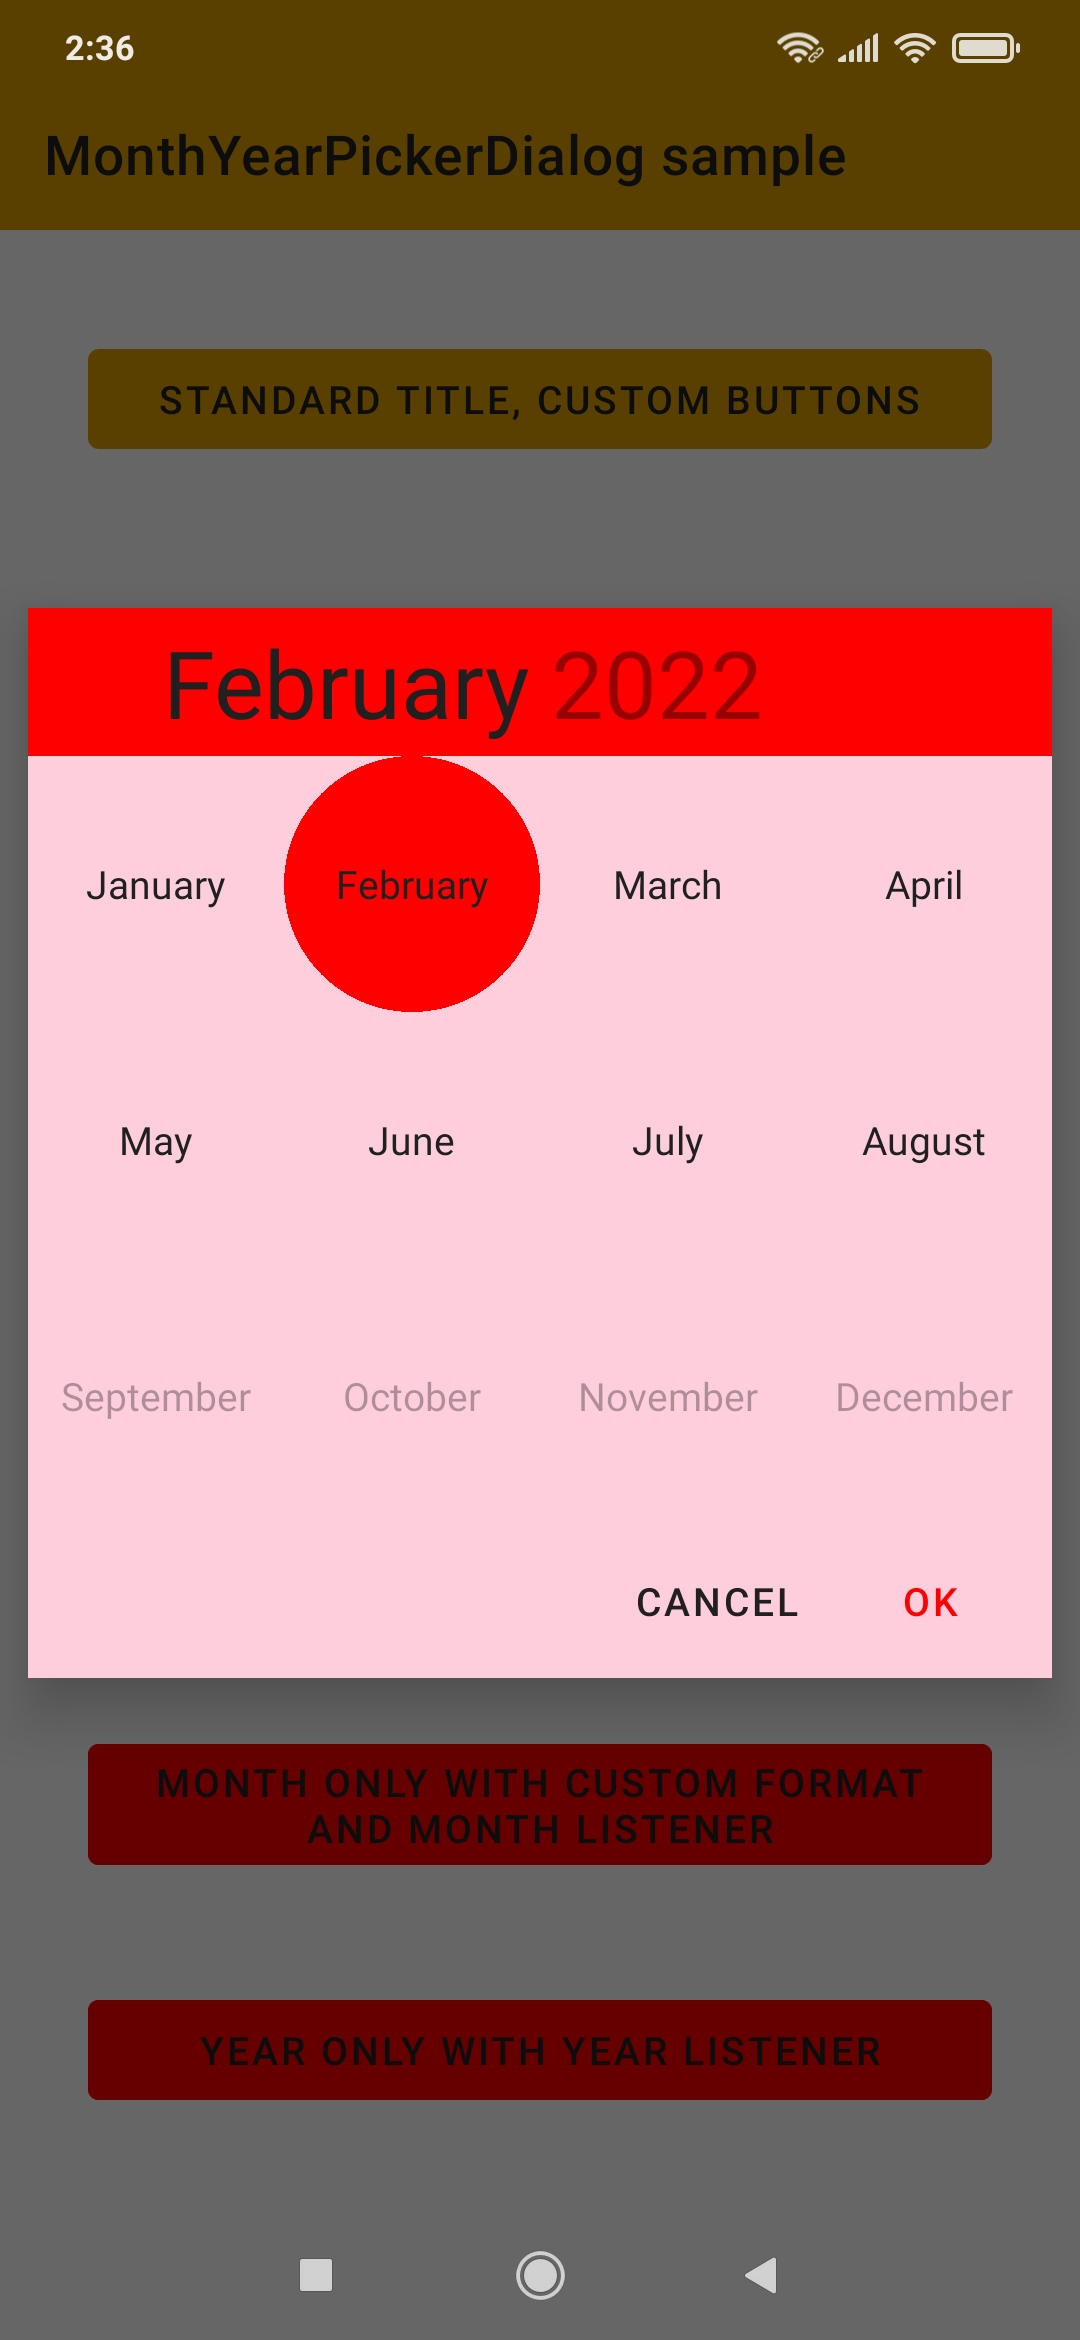 2:36
MonthYearPickerDialog sample
STANDARD TITLE, CUSTOM BUTTONS
February 2022
January February March April
May June July August
September October November December
CANCEL OK
MONTH ONLY WITH CUSTOM FORMAT
AND MONTH LISTENER
YEAR ONLY WITH YEAR LISTENER